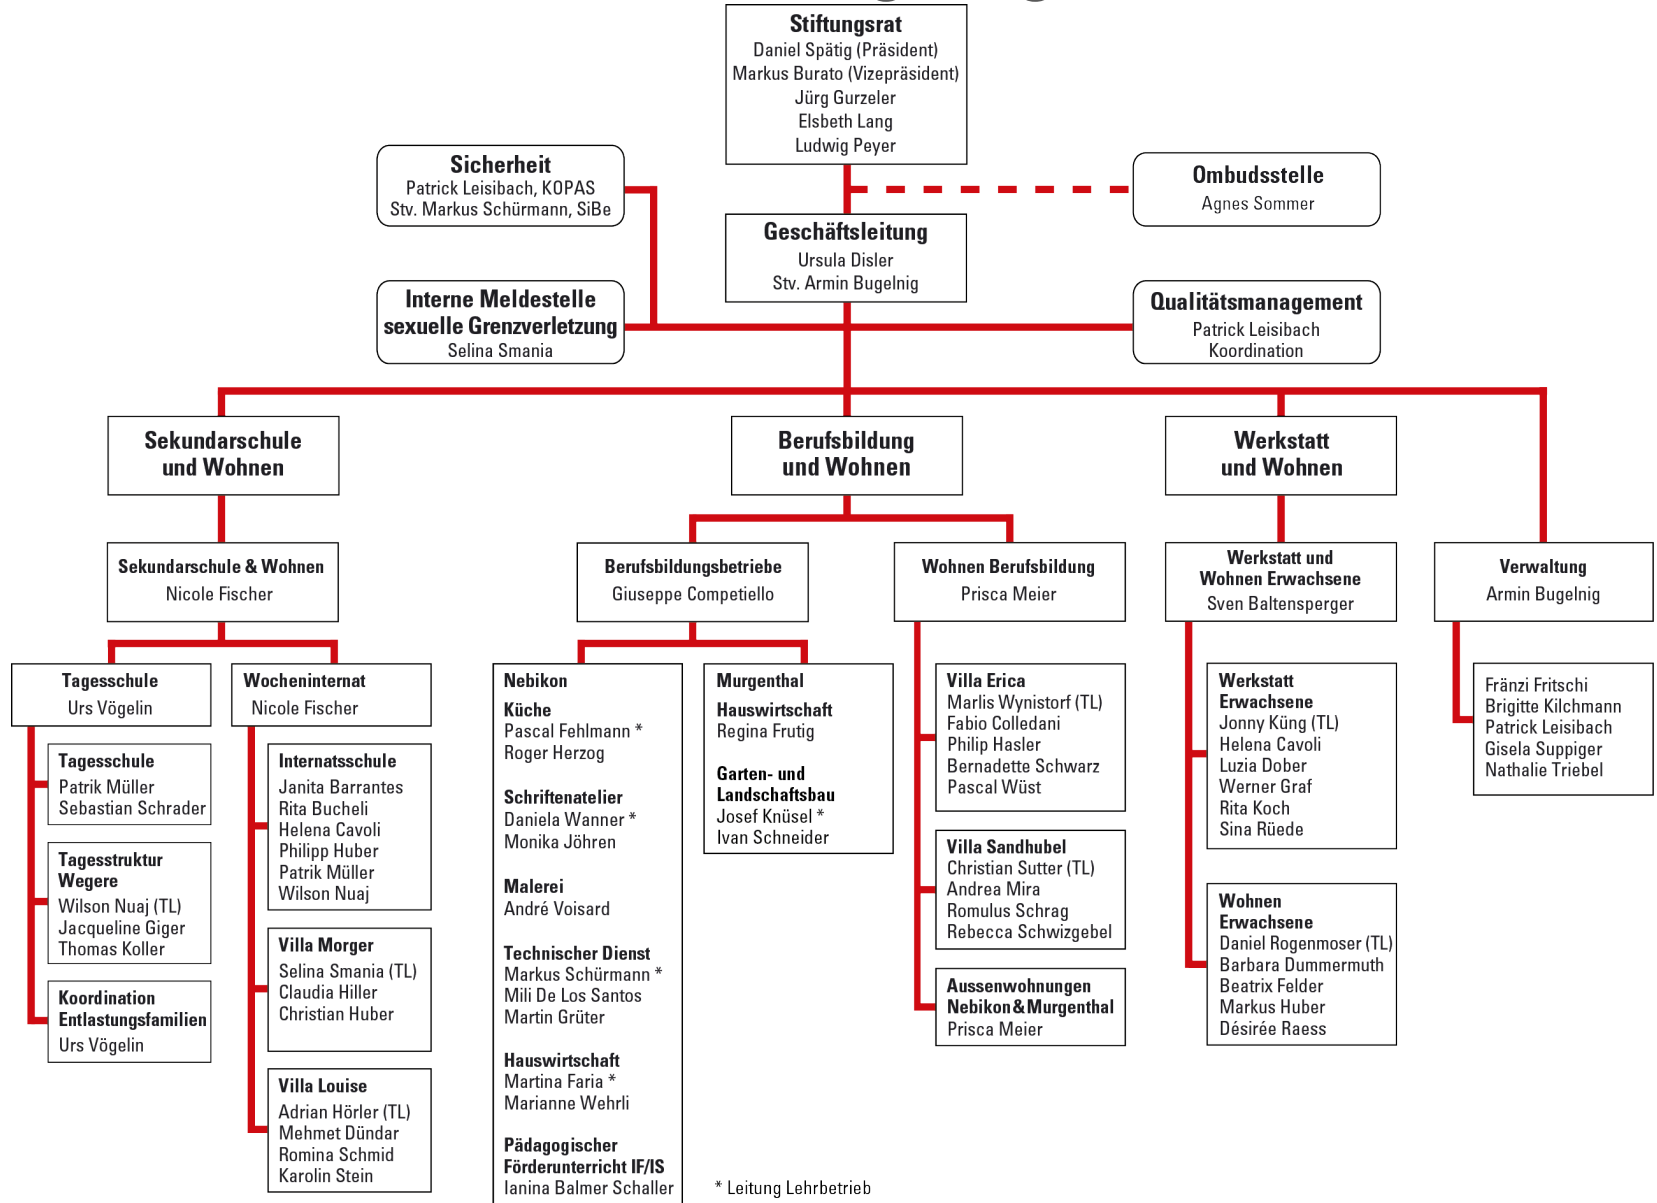 Stiftungsrat
Daniel Spätig (Präsident)
Markus Burato (Vizepräsident)
Jürg Gurzeler
Elsbeth Lang
Ludwig Peyer
Sicherheit
Patrick Leisibach, KOPAS
Stv. Markus Schürmann, SiBe
Ombudsstelle
Agnes Sommer
Geschäftsleitung
Ursula Disler
Stv. Armin Bugelnig
Interne Meldestelle
sexuelle Grenzverletzung
Selina Smania
Qualitätsmanagement
Patrick Leisibach
Koordination
Sekundarschule
und Wohnen
Berufsbildung
und Wohnen
Werkstatt
und Wohnen
Sekundarschule & Wohnen
Nicole Fischer
Berufsbildungsbetriebe
Giuseppe Competiello
Wohnen Berufsbildung
Prisca Meier
Werkstatt und
Wohnen Erwachsene
Sven Baltensperger
Verwaltung
Armin Bugelnig
Tagesschule
Urs Vögelin
Tagesschule
Patrik Müller
Sebastian Schrader
Tagesstruktur
Wegere
Wilson Nuaj (TL)
Jacqueline Giger
Thomas Koller
Koordination
Entlastungsfamilien
Urs Vögelin
Wocheninternat
Nicole Fischer
Internatsschule
Janita Barrantes
Rita Bucheli
Helena Cavoli
Philipp Huber
Patrik Müller
Wilson Nuaj
Villa Morger
Selina Smania (TL)
Claudia Hiller
Christian Huber
Villa Louise
Adrian Hörler (TL)
Mehmet Dündar
Romina Schmid
Karolin Stein
Nebikon
Küche
Pascal Fehlmann *
Roger Herzog
Schriftenatelier
Daniela Wanner *
Monika Jöhren
Malerei
André Voisard
Technischer Dienst
Markus Schürmann *
Mili De Los Santos
Martin Grüter
Hauswirtschaft
Martina Faria *
Marianne Wehrli
Pädagogischer
Förderunterricht IF/IS
Ianina Balmer Schaller
Murgenthal
Hauswirtschaft
Regina Frutig
Garten- und
Landschaftsbau
Josef Knüsel *
Ivan Schneider
Villa Erica
Marlis Wynistorf (TL)
Fabio Colledani
Philip Hasler
Bernadette Schwarz
Pascal Wüst
Villa Sandhubel
Christian Sutter (TL)
Andrea Mira
Romulus Schrag
Rebecca Schwizgebel
Aussenwohnungen
Nebikon & Murgenthal
Prisca Meier
Werkstatt
Erwachsene
Jonny Küng (TL)
Helena Cavoli
Luzia Dober
Werner Graf
Rita Koch
Sina Rüede
Wohnen
Erwachsene
Daniel Rogenmoser (TL)
Barbara Dummermuth
Beatrix Felder
Markus Huber
Désirée Raess
Fränzi Fritschi
Brigitte Kilchmann
Patrick Leisibach
Gisela Suppiger
Nathalie Triebel
* Leitung Lehrbetrieb